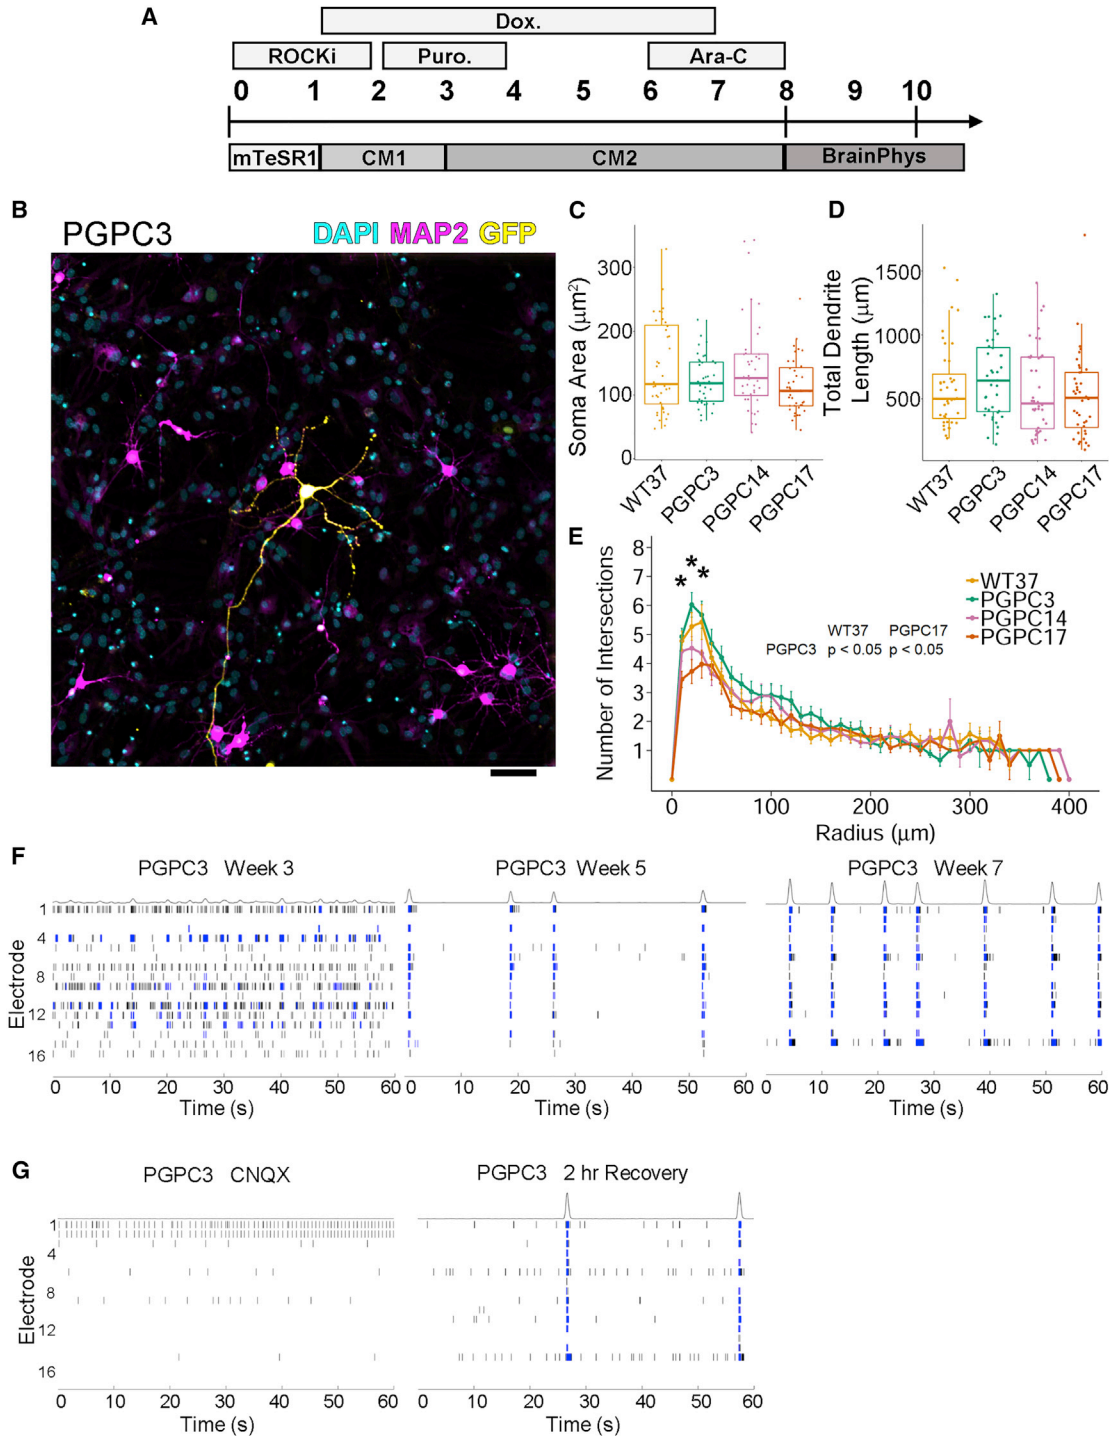 A
Dox.
ROCKi Puro. Ara-C
0 1 2 3 4 5 6 7 8 9 10
mTeSR1 CM1 CM2 BrainPhys
B
PGPC3 DAPI MAP2 GFP
C
Soma Area (μm²)
300
200
100
0
WT37 PGPC3 PGPC14 PGPC17
D
Total Dendrite
Length (μm)
1500
1000
500
WT37 PGPC3 PGPC14 PGPC17
E
Number of Intersections
8
7
6
5
4
3
2
1
* * *
WT37 PGPC17
PGPC3 p < 0.05 p < 0.05
WT37
PGPC3
PGPC14
PGPC17
0 100 200 300 400
Radius (μm)
F
PGPC3 Week 3
PGPC3 Week 5
PGPC3 Week 7
Electrode
1
4
8
12
16
0 10 20 30 40 50 60
Time (s)
10 20 30 40 50 60
Time (s)
10 20 30 40 50 60
Time (s)
G
PGPC3 CNQX
PGPC3 2 hr Recovery
Electrode
1
4
8
12
16
0 10 20 30 40 50 60
Time (s)
0 10 20 30 40 50 60
Time (s)